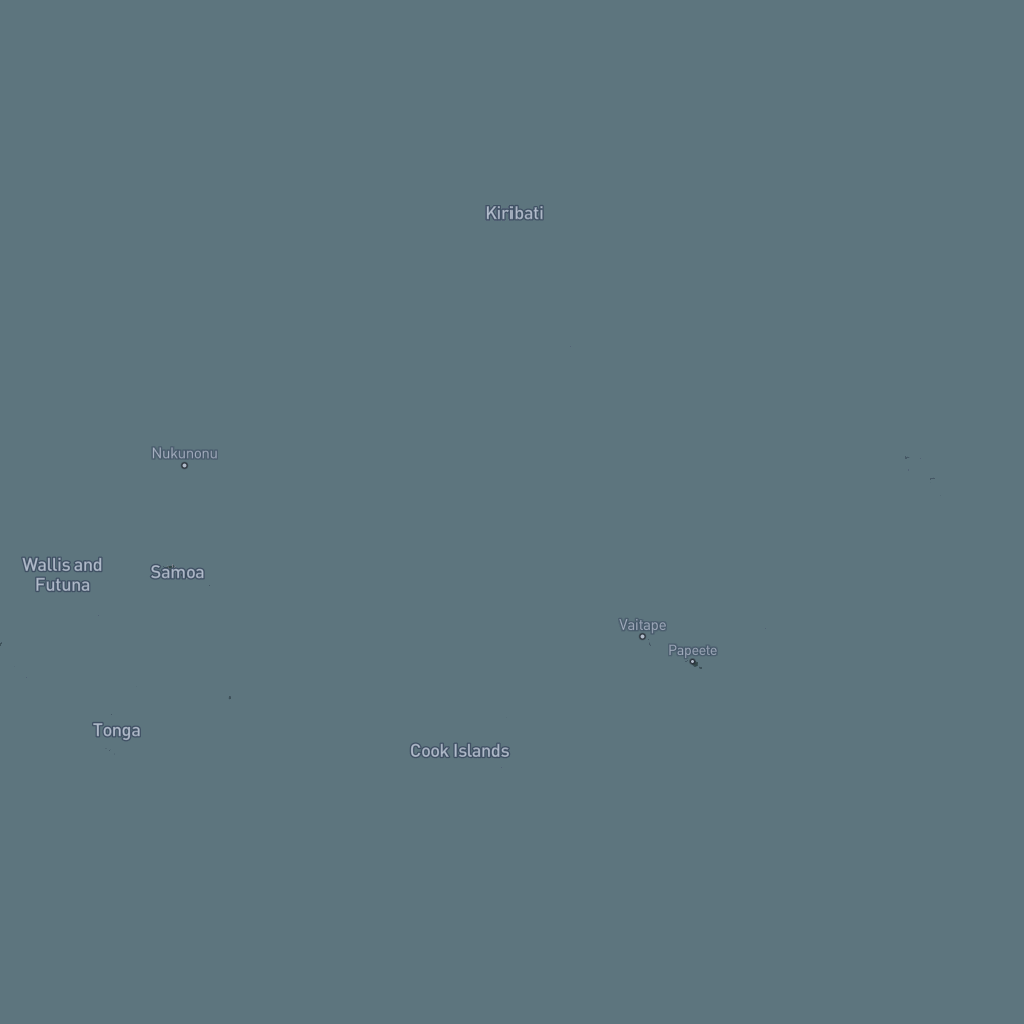 Kiribati
Nukunonu
Wallis and
Futuna
Samoa
Vaitape
Papeete
Tonga
Cook Islands